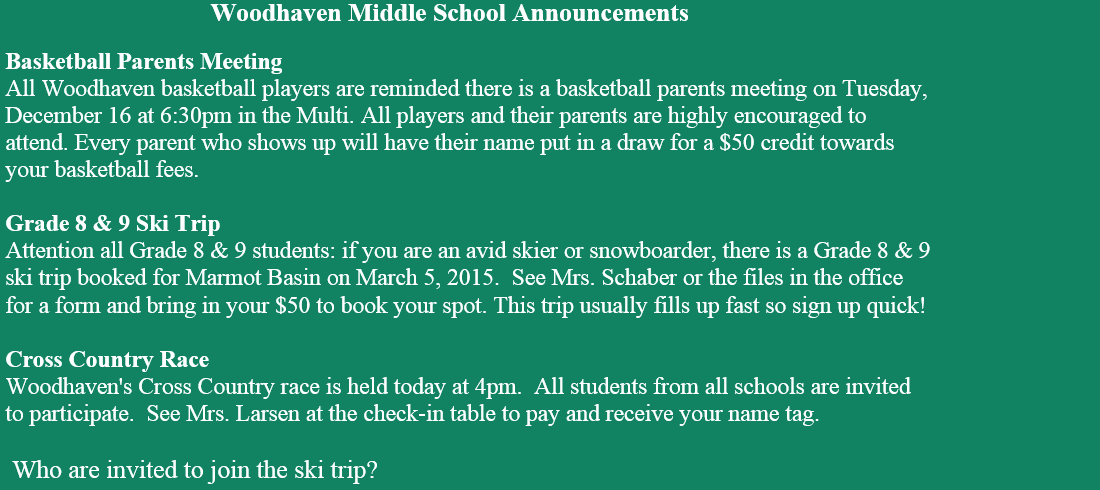 Woodhaven Middle School Announcements
Basketball Parents Meeting
All Woodhaven basketball players are reminded there is a basketball parents meeting on Tuesday,
December 16 at 6:30pm in the Multi. All players and their parents are highly encouraged to
attend. Every parent who shows up will have their name put in a draw for a $50 credit towards
your basketball fees.
Grade 8 & 9 Ski Trip
Attention all Grade 8 & 9 students: if you are an avid skier or snowboarder, there is a Grade 8 & 9
ski trip booked for Marmot Basin on March 5, 2015.  See Mrs. Schaber or the files in the office
for a form and bring in your $50 to book your spot. This trip usually fills up fast so sign up quick!
Cross Country Race
Woodhaven's Cross Country race is held today at 4pm.  All students from all schools are invited
to participate.  See Mrs. Larsen at the check-in table to pay and receive your name tag.
Who are invited to join the ski trip?